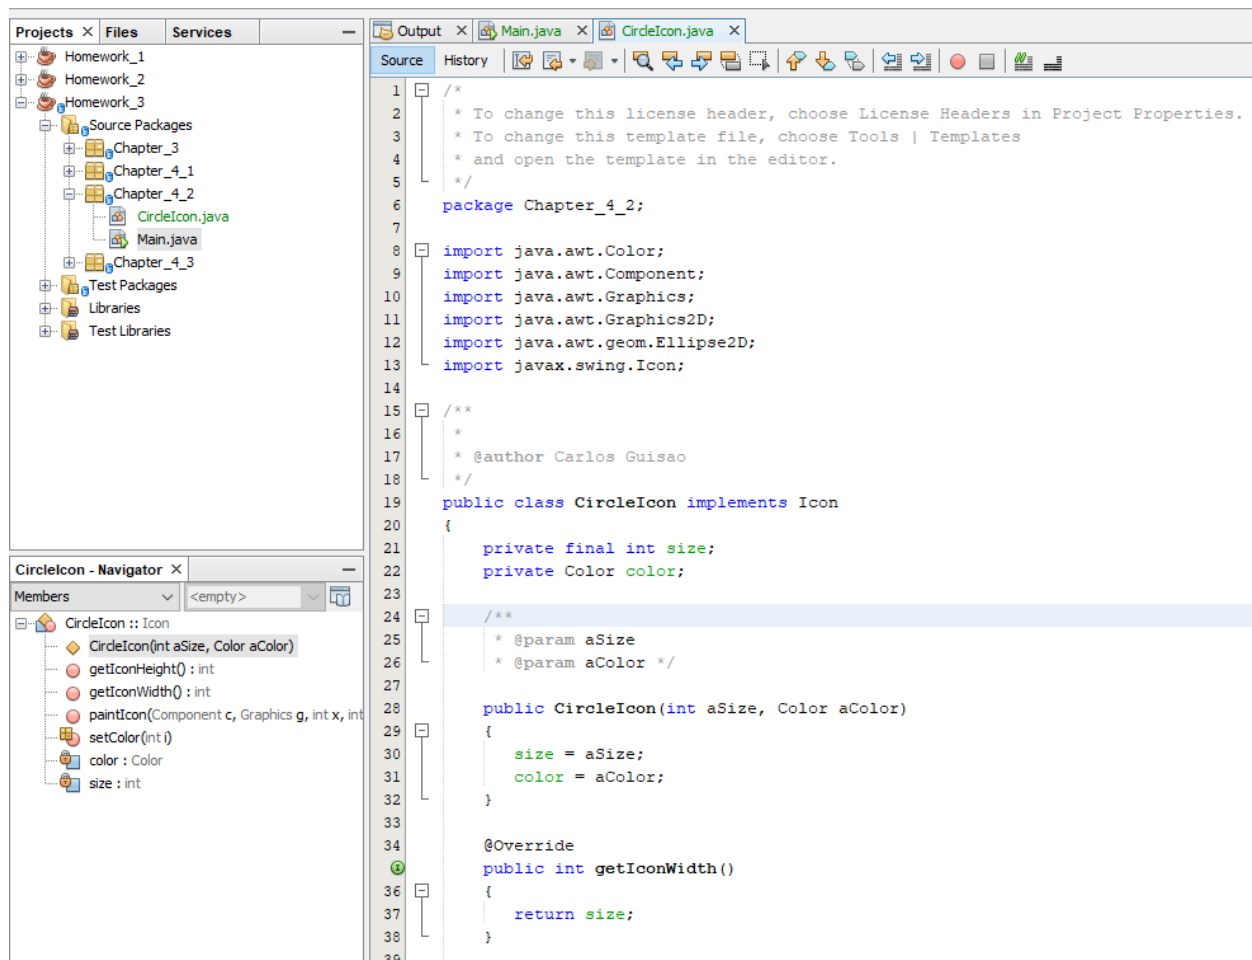 Projects Files Services
Homework_1
Homework_2
Homework_3
Source Packages
Chapter_3
Chapter_4_1
Chapter_4_2
CircleIcon.java
Main.java
Chapter_4_3
Test Packages
Libraries
Test Libraries
CircleIcon - Navigator
Members <empty>
CircleIcon :: Icon
CircleIcon(int aSize, Color aColor)
getIconHeight() : int
getIconWidth() : int
paintIcon(Component c, Graphics g, int x, int
setColor(int i)
color : Color
size : int
Output Main.java CircleIcon.java
Source History
1 /*
2 * To change this license header, choose License Headers in Project Properties.
3 * To change this template file, choose Tools | Templates
4 * and open the template in the editor.
5 */
6 package Chapter_4_2;
7
8 import java.awt.Color;
9 import java.awt.Component;
10 import java.awt.Graphics;
11 import java.awt.Graphics2D;
12 import java.awt.geom.Ellipse2D;
13 import javax.swing.Icon;
14
15 /**
16 *
17 * @author Carlos Guisao
18 */
19 public class CircleIcon implements Icon
20 {
21 private final int size;
22 private Color color;
23
24 /**
25 * @param aSize
26 * @param aColor */
27
28 public CircleIcon(int aSize, Color aColor)
29 {
30 size = aSize;
31 color = aColor;
32 }
33
34 @Override
public int getIconWidth()
36 {
37 return size;
38 }
39